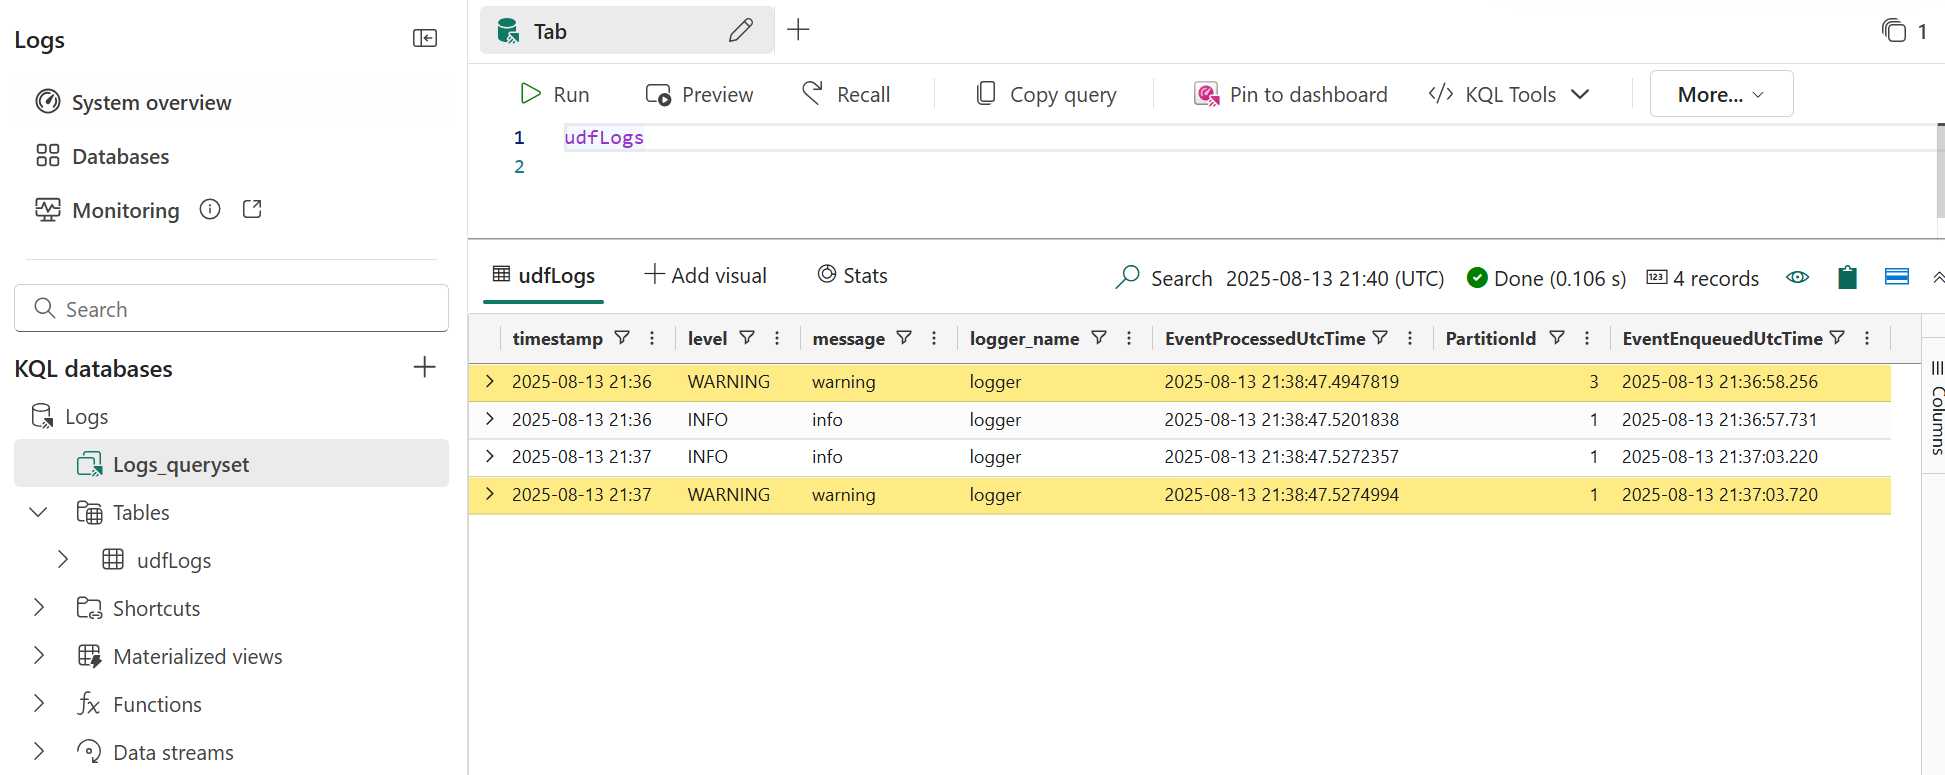 Logs
System overview
Databases
Monitoring
Search
KQL databases
Logs
Logs_queryset
Tables
udfLogs
Shortcuts
Materialized views
Functions
Data streams
Tab
1
Run
Preview
Recall
Copy query
Pin to dashboard
KQL Tools
More...
1 udfLogs
2
udfLogs
Add visual
Stats
Search
2025-08-13 21:40 (UTC)
Done (0.106 s)
123 4 records
timestamp level message logger_name EventProcessedUtcTime PartitionId EventEnqueuedUtcTime
2025-08-13 21:36 WARNING warning logger 2025-08-13 21:38:47.4947819 3 2025-08-13 21:36:58.256
2025-08-13 21:36 INFO info logger 2025-08-13 21:38:47.5201838 1 2025-08-13 21:36:57.731
2025-08-13 21:37 INFO info logger 2025-08-13 21:38:47.5272357 1 2025-08-13 21:37:03.220
2025-08-13 21:37 WARNING warning logger 2025-08-13 21:38:47.5274994 1 2025-08-13 21:37:03.720
Columns